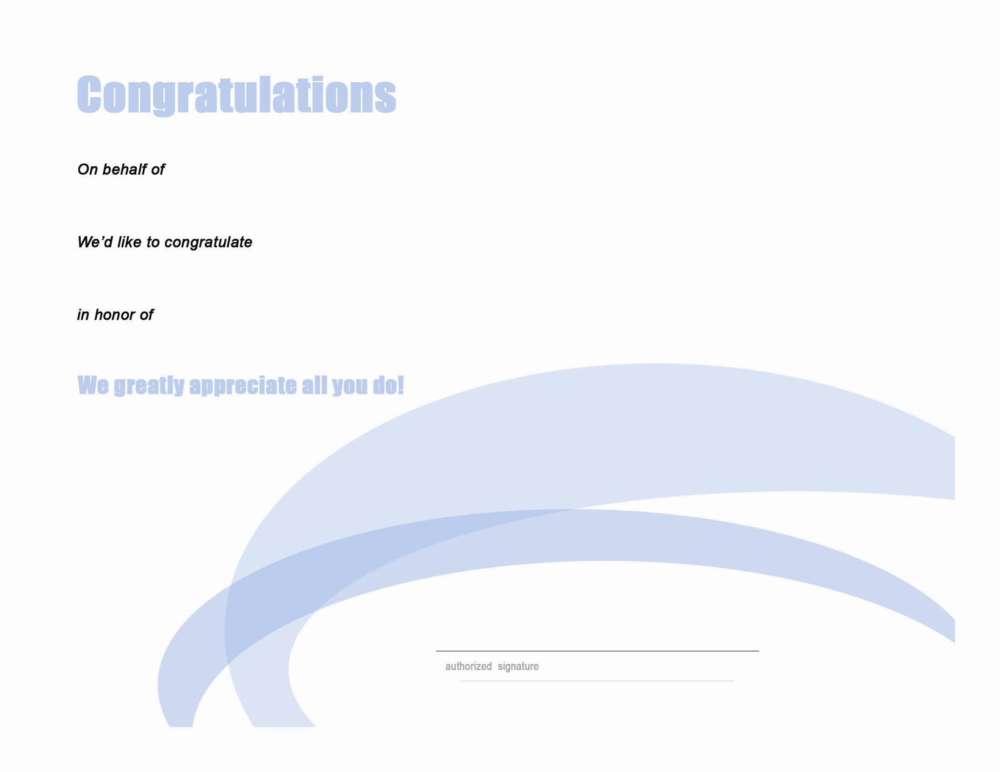 Congratulations
On behalf of
We’d like to congratulate
in honor of
We greatly appreciate all you do!
authorized signature